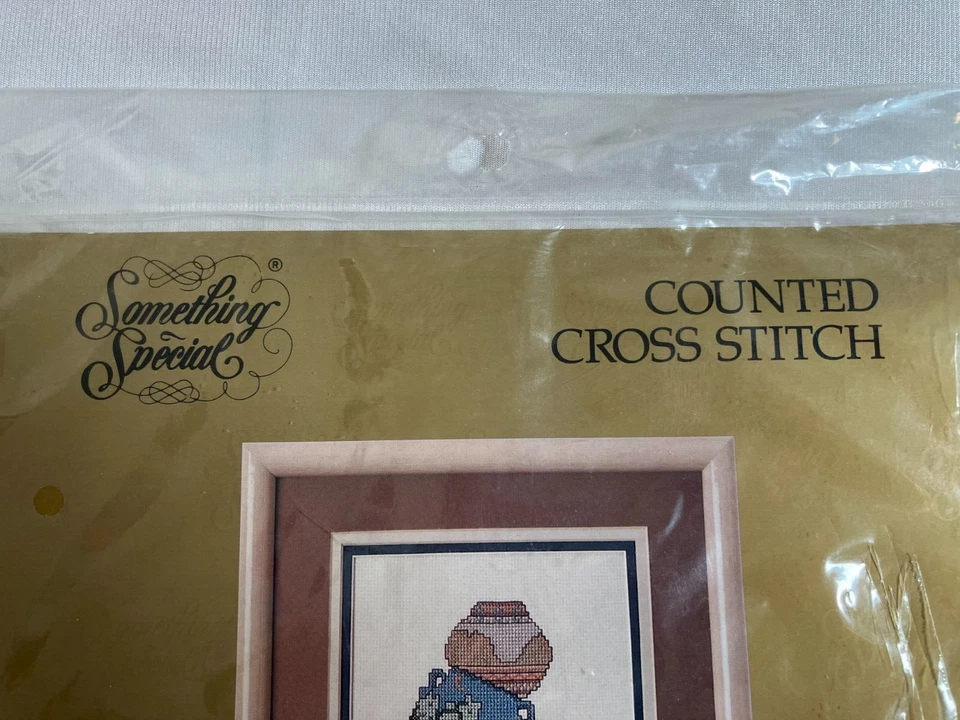 Something
Special
®
COUNTED
CROSS STITCH